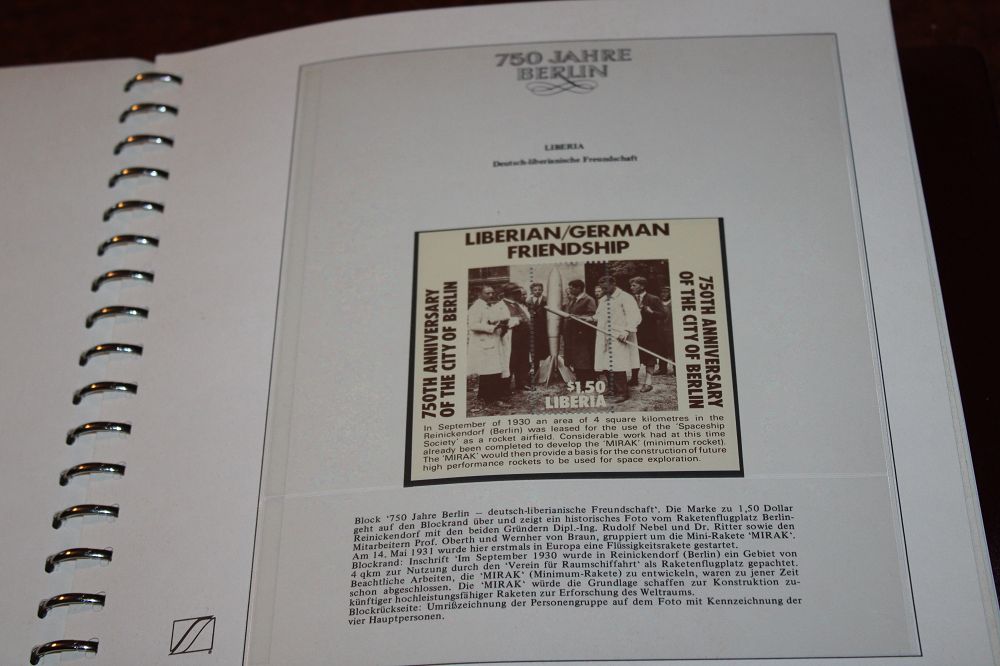 750 JAHRE
BERLIN
LIBERIA
Deutsch-liberianische Freundschaft
LIBERIAN/GERMAN
FRIENDSHIP
750TH ANNIVERSARY
OF THE CITY OF BERLIN
750TH ANNIVERSARY
OF THE CITY OF BERLIN
$1.50
LIBERIA
In September of 1930 an area of 4 square kilometres in the
Reinickendorf (Berlin) was leased for the use of the 'Spaceship
Society' as a rocket airfield. Considerable work had at this time
already been completed to develop the 'MIRAK' (minimum rocket).
The 'MIRAK' would then provide a basis for the construction of future
high performance rockets to be used for space exploration.
Block '750 Jahre Berlin – deutsch-liberianische Freundschaft'. Die Marke zu 1,50 Dollar
geht auf den Blockrand über und zeigt ein historisches Foto vom Raketenflugplatz Berlin-
Reinickendorf mit den beiden Gründern Dipl.-Ing. Rudolf Nebel und Dr. Ritter sowie den
Mitarbeitern Prof. Oberth und Wernher von Braun, gruppiert um die Mini-Rakete 'MIRAK'.
Am 14. Mai 1931 wurde hier erstmals in Europa eine Flüssigkeitsrakete gestartet.
Blockrand: Inschrift 'Im September 1930 wurde in Reinickendorf (Berlin) ein Gebiet von
4 qkm zur Nutzung durch den 'Verein für Raumschiffahrt' als Raketenflugplatz gepachtet.
Beachtliche Arbeiten, die 'MIRAK' (Minimum-Rakete) zu entwickeln, waren zu jener Zeit
schon abgeschlossen. Die 'MIRAK' würde die Grundlage schaffen zur Konstruktion zu-
künftiger hochleistungsfähiger Raketen zur Erforschung des Weltraums.
Blockrückseite: Umrißzeichnung der Personengruppe auf dem Foto mit Kennzeichnung der
vier Hauptpersonen.